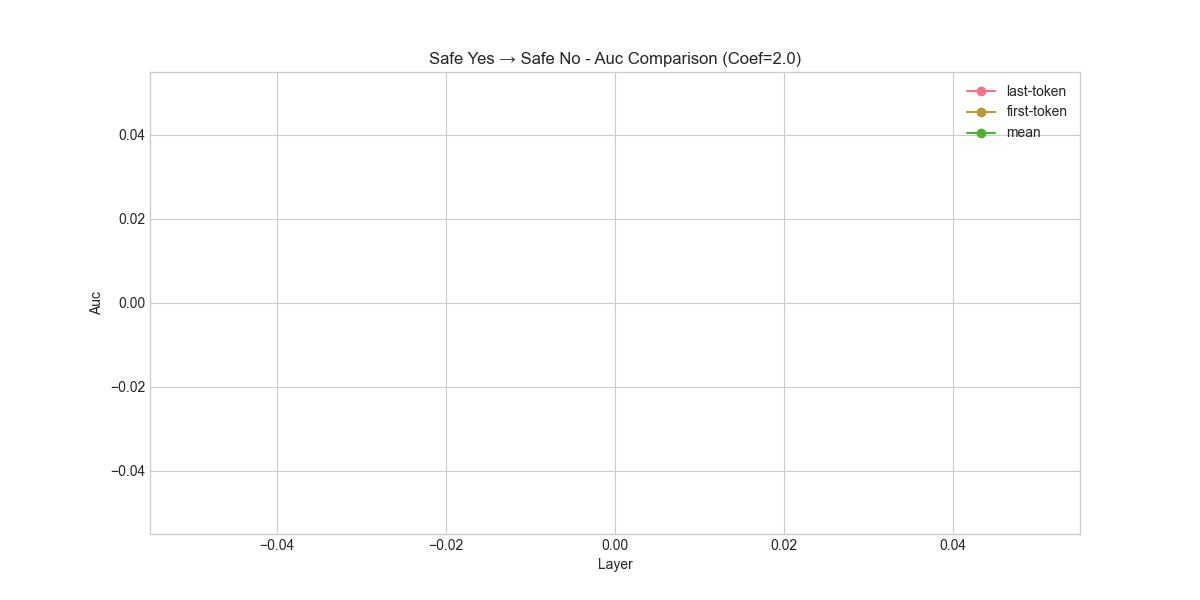 Safe Yes → Safe No - Auc Comparison (Coef=2.0)
last-token
first-token
mean
0.04
0.02
0.00
−0.02
−0.04
Auc
−0.04 −0.02 0.00 0.02 0.04
Layer